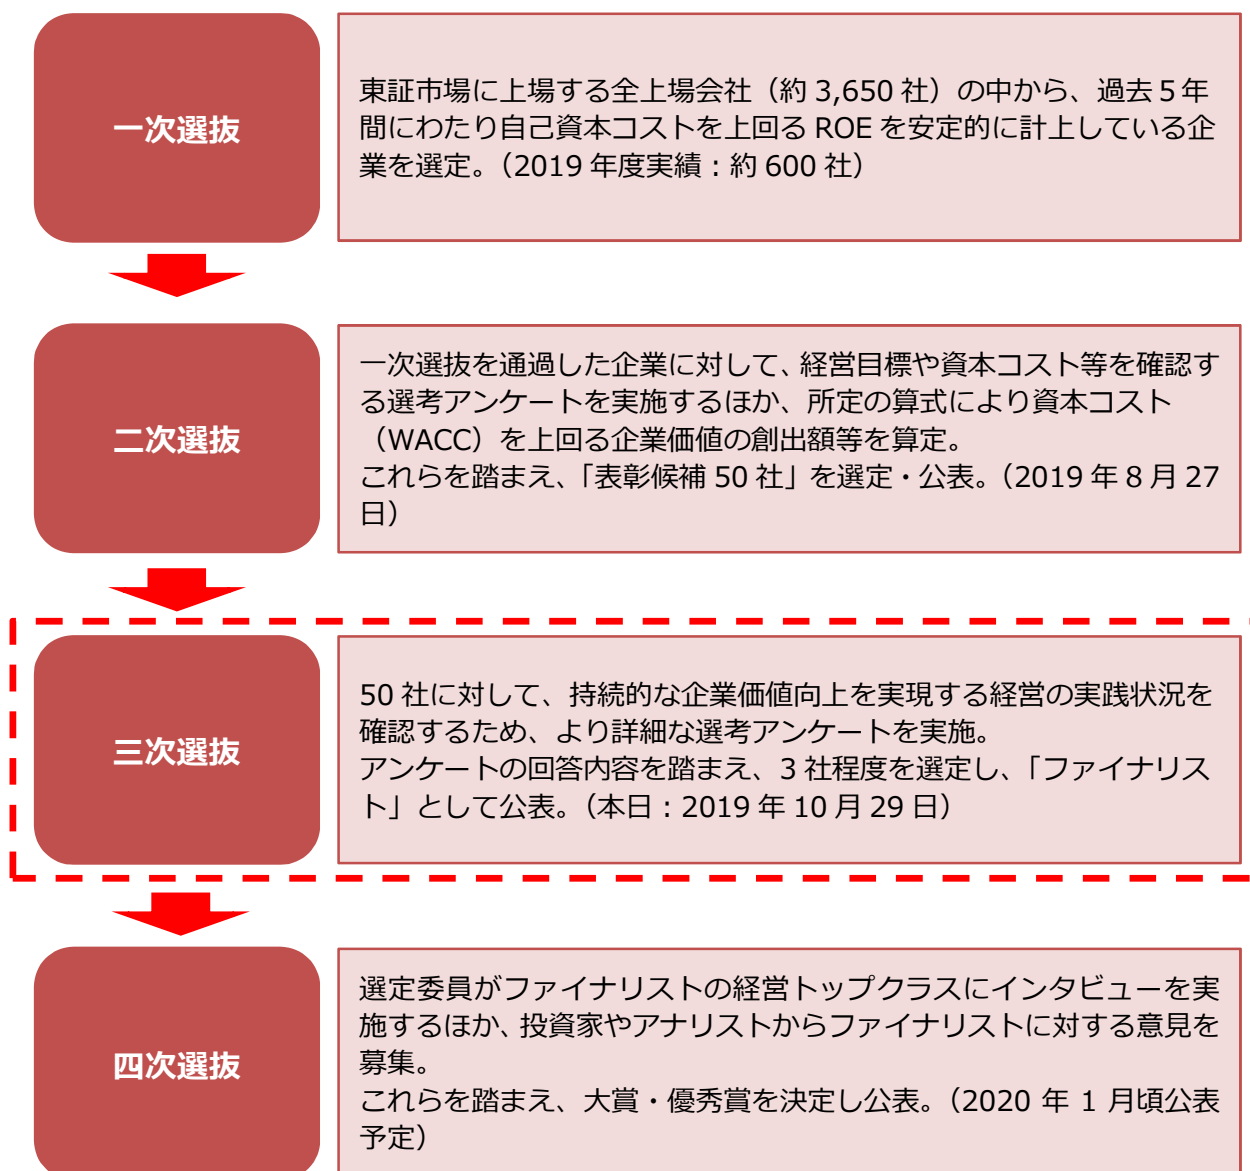 一次選抜
東証市場に上場する全上場会社（約 3,650 社）の中から、過去５年
間にわたり自己資本コストを上回る ROE を安定的に計上している企
業を選定。（2019 年度実績：約 600 社）
二次選抜
一次選抜を通過した企業に対して、経営目標や資本コスト等を確認す
る選考アンケートを実施するほか、所定の算式により資本コスト
（WACC）を上回る企業価値の創出額等を算定。
これらを踏まえ、「表彰候補 50 社」を選定・公表。（2019 年 8 月 27
日）
三次選抜
50 社に対して、持続的な企業価値向上を実現する経営の実践状況を
確認するため、より詳細な選考アンケートを実施。
アンケートの回答内容を踏まえ、3 社程度を選定し、「ファイナリス
ト」として公表。（本日：2019 年 10 月 29 日）
四次選抜
選定委員がファイナリストの経営トップクラスにインタビューを実
施するほか、投資家やアナリストからファイナリストに対する意見を
募集。
これらを踏まえ、大賞・優秀賞を決定し公表。（2020 年 1 月頃公表
予定）